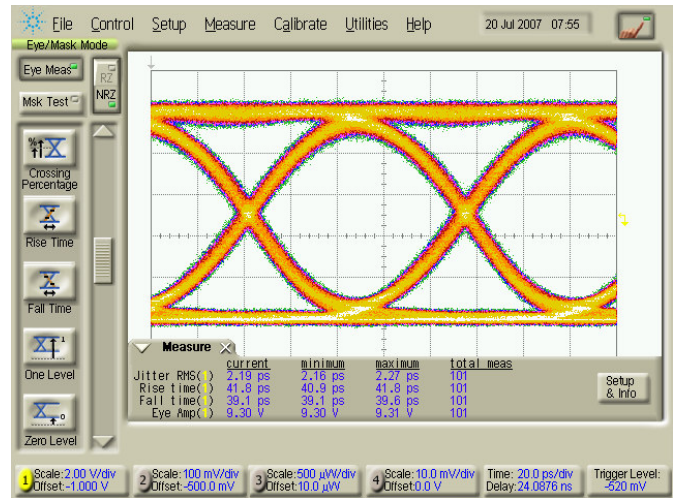 File Control Setup Measure Calibrate Utilities Help 20 Jul 2007 07:55
Eye/Mask Mode
Eye Meas
RZ
Msk Test
NRZ
Crossing
Percentage
Rise Time
Fall Time
One Level
Zero Level
Measure
current minimum maximum total meas
Jitter RMS(1) 2.19 ps 2.16 ps 2.27 ps 101
Rise time(1) 41.8 ps 40.9 ps 41.8 ps 101
Fall time(1) 39.1 ps 39.1 ps 39.6 ps 101
Eye Amp(1) 9.30 V 9.30 V 9.31 V 101
Setup
& Info
1 Scale:2.00 V/div
Offset:-1.000 V
2 Scale:100 mV/div
Offset:-500.0 mV
3 Scale:500 µW/div
Offset:10.0 µW
4 Scale:10.0 mV/div
Offset:0.0 V
Time: 20.0 ps/div
Delay:24.0876 ns
Trigger Level:
-520 mV